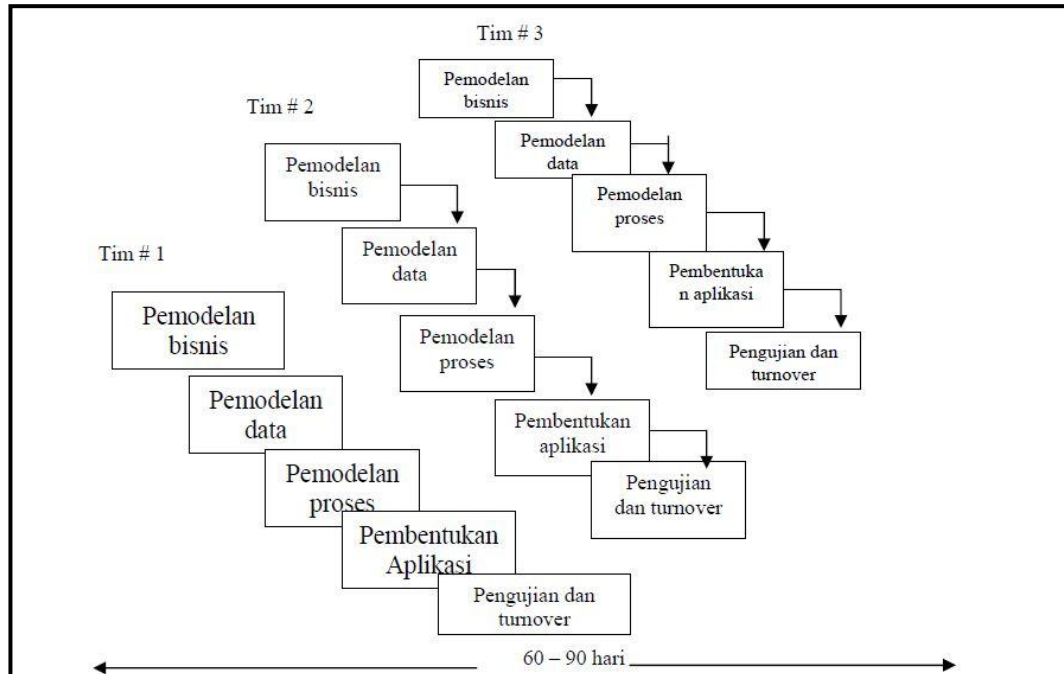 Tim # 3
Pemodelan
bisnis
Pemodelan
data
Pemodelan
proses
Pembentuka
n aplikasi
Pengujian dan
turnover
Tim # 2
Pemodelan
bisnis
Pemodelan
data
Pemodelan
proses
Pembentukan
aplikasi
Pengujian
dan turnover
Tim # 1
Pemodelan
bisnis
Pemodelan
data
Pemodelan
proses
Pembentukan
Aplikasi
Pengujian dan
turnover
60 – 90 hari